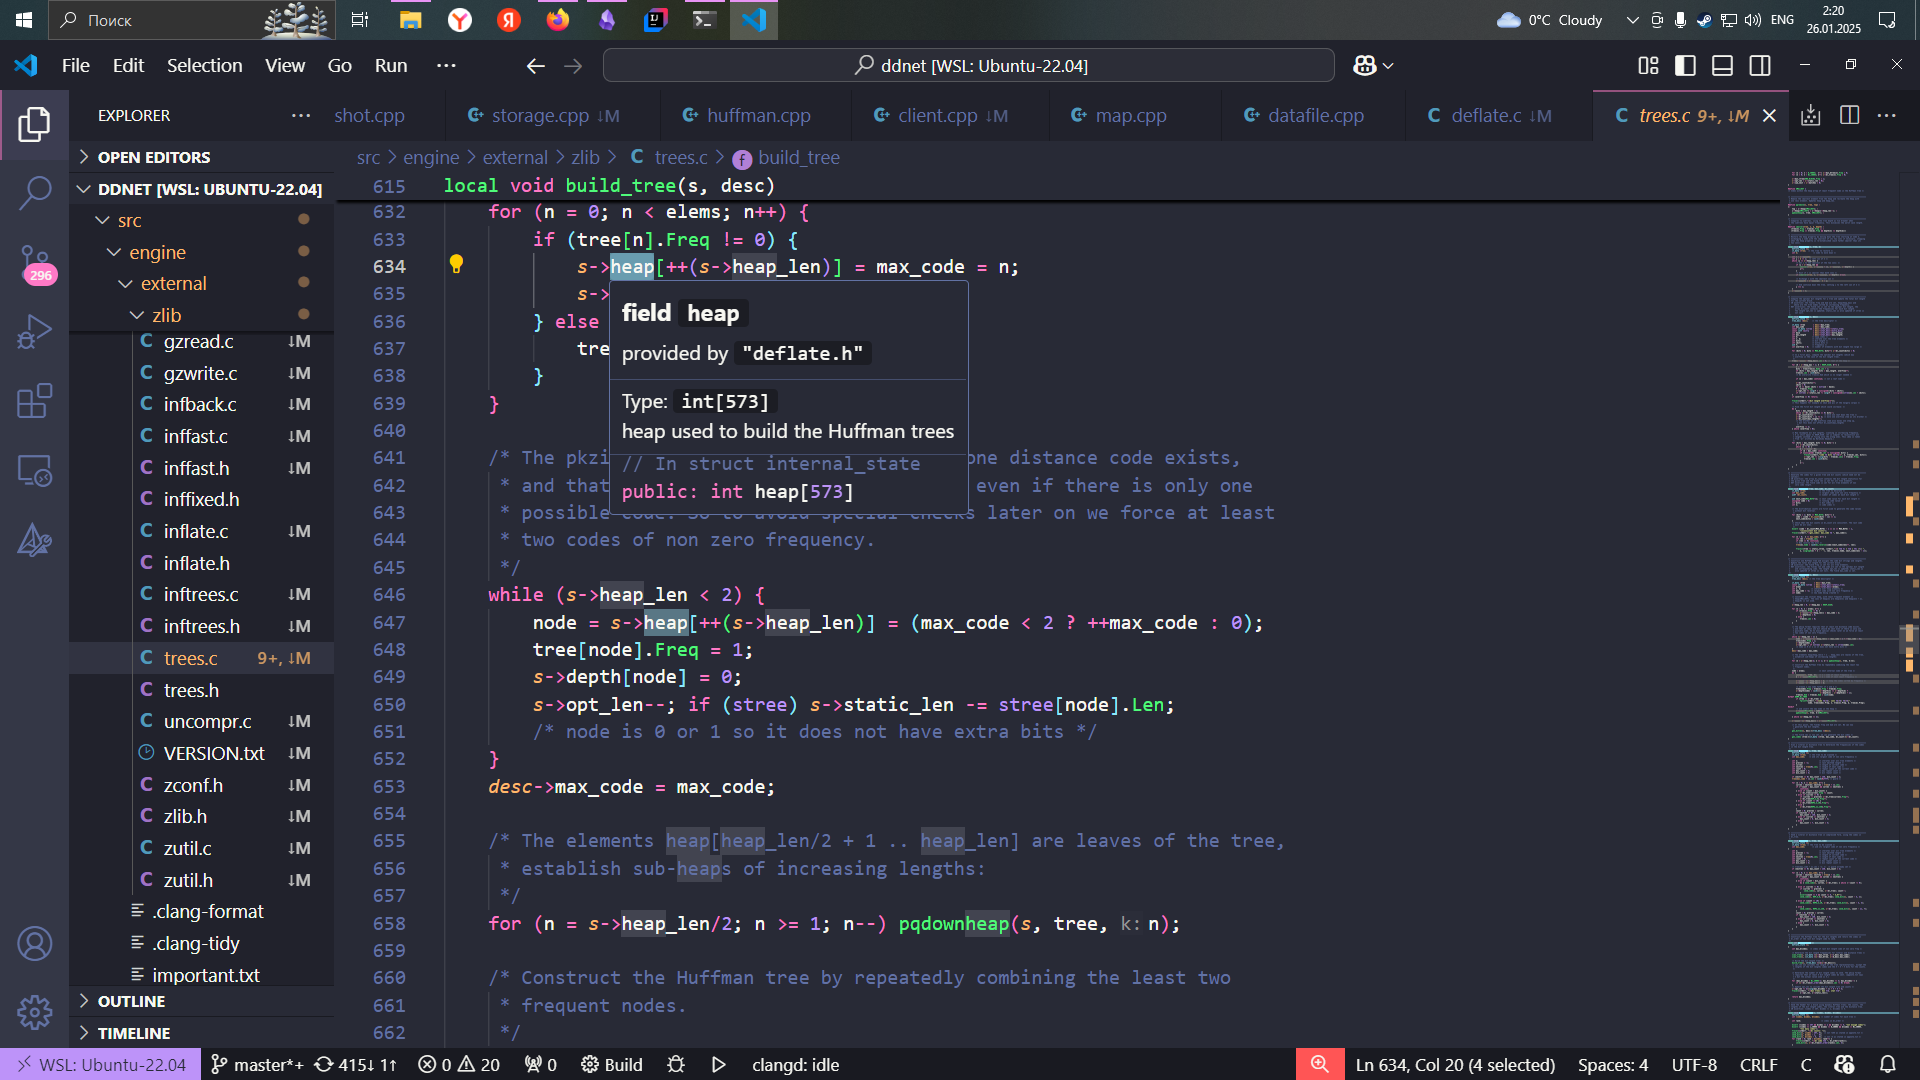 Поиск
0°C Cloudy
ENG
2:20
26.01.2025
File Edit Selection View Go Run ···
ddnet [WSL: Ubuntu-22.04]
EXPLORER
···
shot.cpp
storage.cpp ↓M
huffman.cpp
client.cpp ↓M
map.cpp
datafile.cpp
deflate.c ↓M
trees.c 9+, ↓M
src > engine > external > zlib > C trees.c > build_tree
OPEN EDITORS
DDNET [WSL: UBUNTU-22.04]
src
engine
external
zlib
gzread.c ↓M
gzwrite.c ↓M
infback.c ↓M
inffast.c ↓M
inffast.h ↓M
inffixed.h
inflate.c ↓M
inflate.h
inftrees.c ↓M
inftrees.h ↓M
trees.c 9+, ↓M
trees.h
uncompr.c ↓M
VERSION.txt ↓M
zconf.h ↓M
zlib.h ↓M
zutil.c ↓M
zutil.h ↓M
.clang-format
.clang-tidy
important.txt
OUTLINE
TIMELINE
296
615 local void build_tree(s, desc)
632 for (n = 0; n < elems; n++) {
633 if (tree[n].Freq != 0) {
634 s->heap[++(s->heap_len)] = max_code = n;
635 s->
636 } else
637 tre
638 }
639 }
640
641 /* The pkzi one distance code exists,
642 * and that even if there is only one
643 * possible code. So to avoid special checks later on we force at least
644 * two codes of non zero frequency.
645 */
646 while (s->heap_len < 2) {
647 node = s->heap[++(s->heap_len)] = (max_code < 2 ? ++max_code : 0);
648 tree[node].Freq = 1;
649 s->depth[node] = 0;
650 s->opt_len--; if (stree) s->static_len -= stree[node].Len;
651 /* node is 0 or 1 so it does not have extra bits */
652 }
653 desc->max_code = max_code;
654
655 /* The elements heap[heap_len/2 + 1 .. heap_len] are leaves of the tree,
656 * establish sub-heaps of increasing lengths:
657 */
658 for (n = s->heap_len/2; n >= 1; n--) pqdownheap(s, tree, k: n);
659
660 /* Construct the Huffman tree by repeatedly combining the least two
661 * frequent nodes.
662 */
field heap
provided by "deflate.h"
Type: int[573]
heap used to build the Huffman trees
// In struct internal_state
public: int heap[573]
WSL: Ubuntu-22.04
master*+
415↓ 1↑
0
20
0
Build
clangd: idle
Ln 634, Col 20 (4 selected)
Spaces: 4
UTF-8
CRLF
C